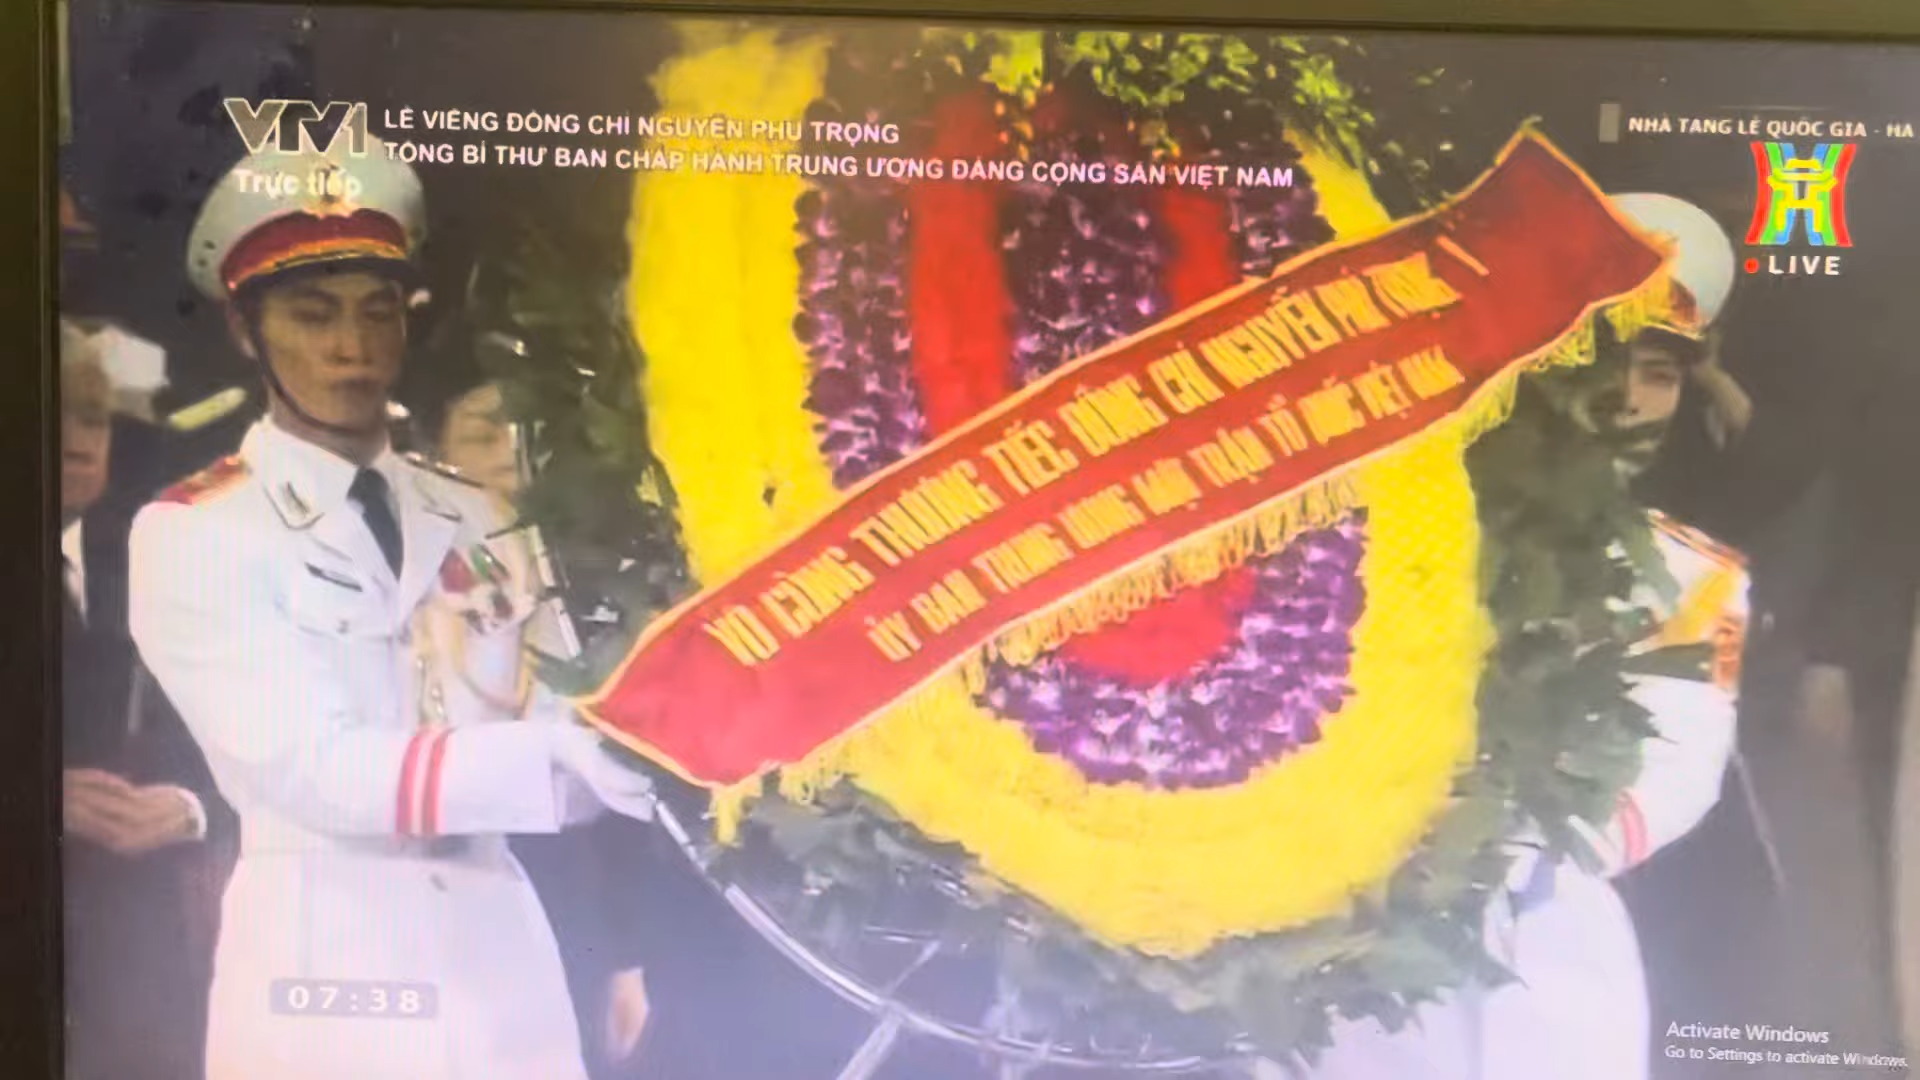 VTV1
Trực tiếp
LỄ VIẾNG ĐỒNG CHÍ NGUYỄN PHÚ TRỌNG
TỔNG BÍ THƯ BAN CHẤP HÀNH TRUNG ƯƠNG ĐẢNG CỘNG SẢN VIỆT NAM
NHÀ TANG LỄ QUỐC GIA - HÀ
LIVE
VÔ CÙNG THƯƠNG TIẾC ĐỒNG CHÍ NGUYỄN PHÚ TRỌNG
ỦY BAN TRUNG ƯƠNG MẶT TRẬN TỔ QUỐC VIỆT NAM
07:38
Activate Windows
Go to Settings to activate Windows.